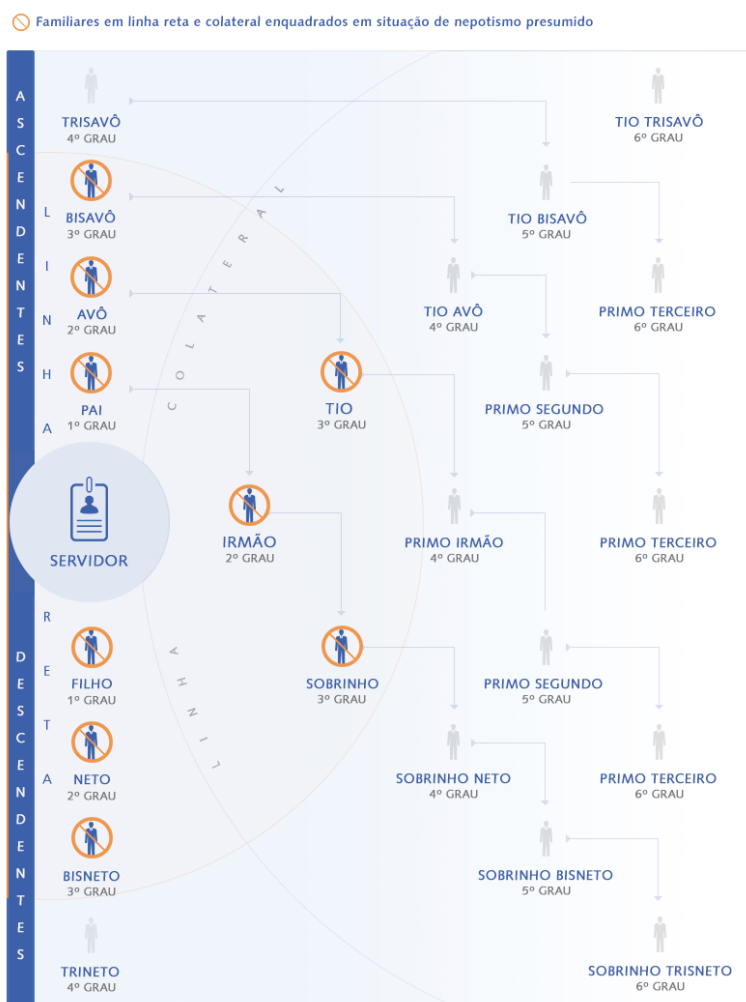 Familiares em linha reta e colateral enquadrados em situação de nepotismo presumido
ASCENDENTES
LINHA
RETA
DESCENDENTES
LINHA
COLATERAL
TRISAVÔ
4º GRAU
TIO TRISAVÔ
6º GRAU
BISAVÔ
3º GRAU
TIO BISAVÔ
5º GRAU
AVÔ
2º GRAU
TIO AVÔ
4º GRAU
PRIMO TERCEIRO
6º GRAU
PAI
1º GRAU
TIO
3º GRAU
PRIMO SEGUNDO
5º GRAU
SERVIDOR
IRMÃO
2º GRAU
PRIMO IRMÃO
4º GRAU
PRIMO TERCEIRO
6º GRAU
FILHO
1º GRAU
SOBRINHO
3º GRAU
PRIMO SEGUNDO
5º GRAU
NETO
2º GRAU
SOBRINHO NETO
4º GRAU
PRIMO TERCEIRO
6º GRAU
BISNETO
3º GRAU
SOBRINHO BISNETO
5º GRAU
TRINETO
4º GRAU
SOBRINHO TRISNETO
6º GRAU